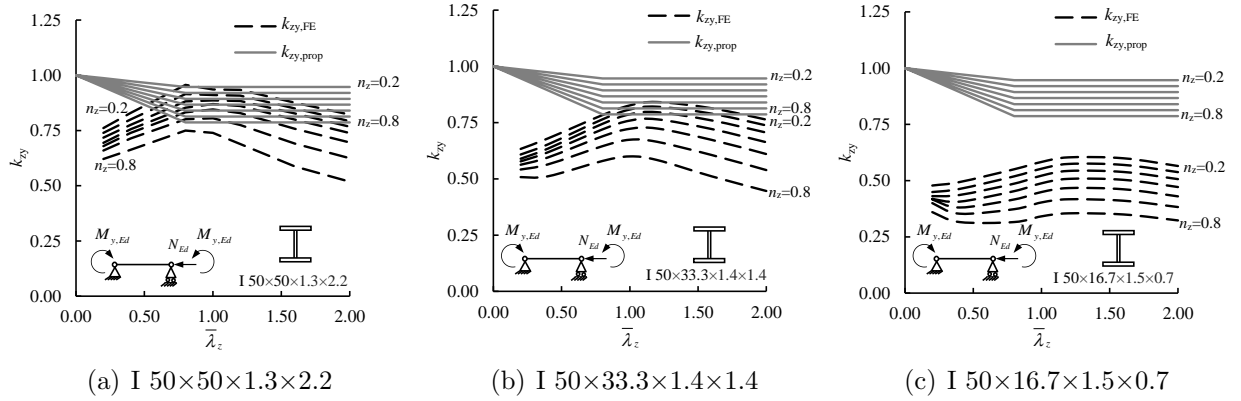 1.25
1.00
0.75
0.50
0.25
0.00
k_zy
k_zy,FE
k_zy,prop
n_z=0.2
n_z=0.2
n_z=0.8
n_z=0.8
M_y,Ed
N_Ed
M_y,Ed
I 50×50×1.3×2.2
0.00 0.50 1.00 1.50 2.00
λ̅_z
(a) I 50×50×1.3×2.2
1.25
1.00
0.75
0.50
0.25
0.00
k_zy
k_zy,FE
k_zy,prop
n_z=0.2
n_z=0.8
n_z=0.2
n_z=0.8
M_y,Ed
N_Ed
M_y,Ed
I 50×33.3×1.4×1.4
0.00 0.50 1.00 1.50 2.00
λ̅_z
(b) I 50×33.3×1.4×1.4
1.25
1.00
0.75
0.50
0.25
0.00
k_zy
k_zy,FE
k_zy,prop
n_z=0.2
n_z=0.8
n_z=0.2
n_z=0.8
M_y,Ed
N_Ed
M_y,Ed
I 50×16.7×1.5×0.7
0.00 0.50 1.00 1.50 2.00
λ̅_z
(c) I 50×16.7×1.5×0.7